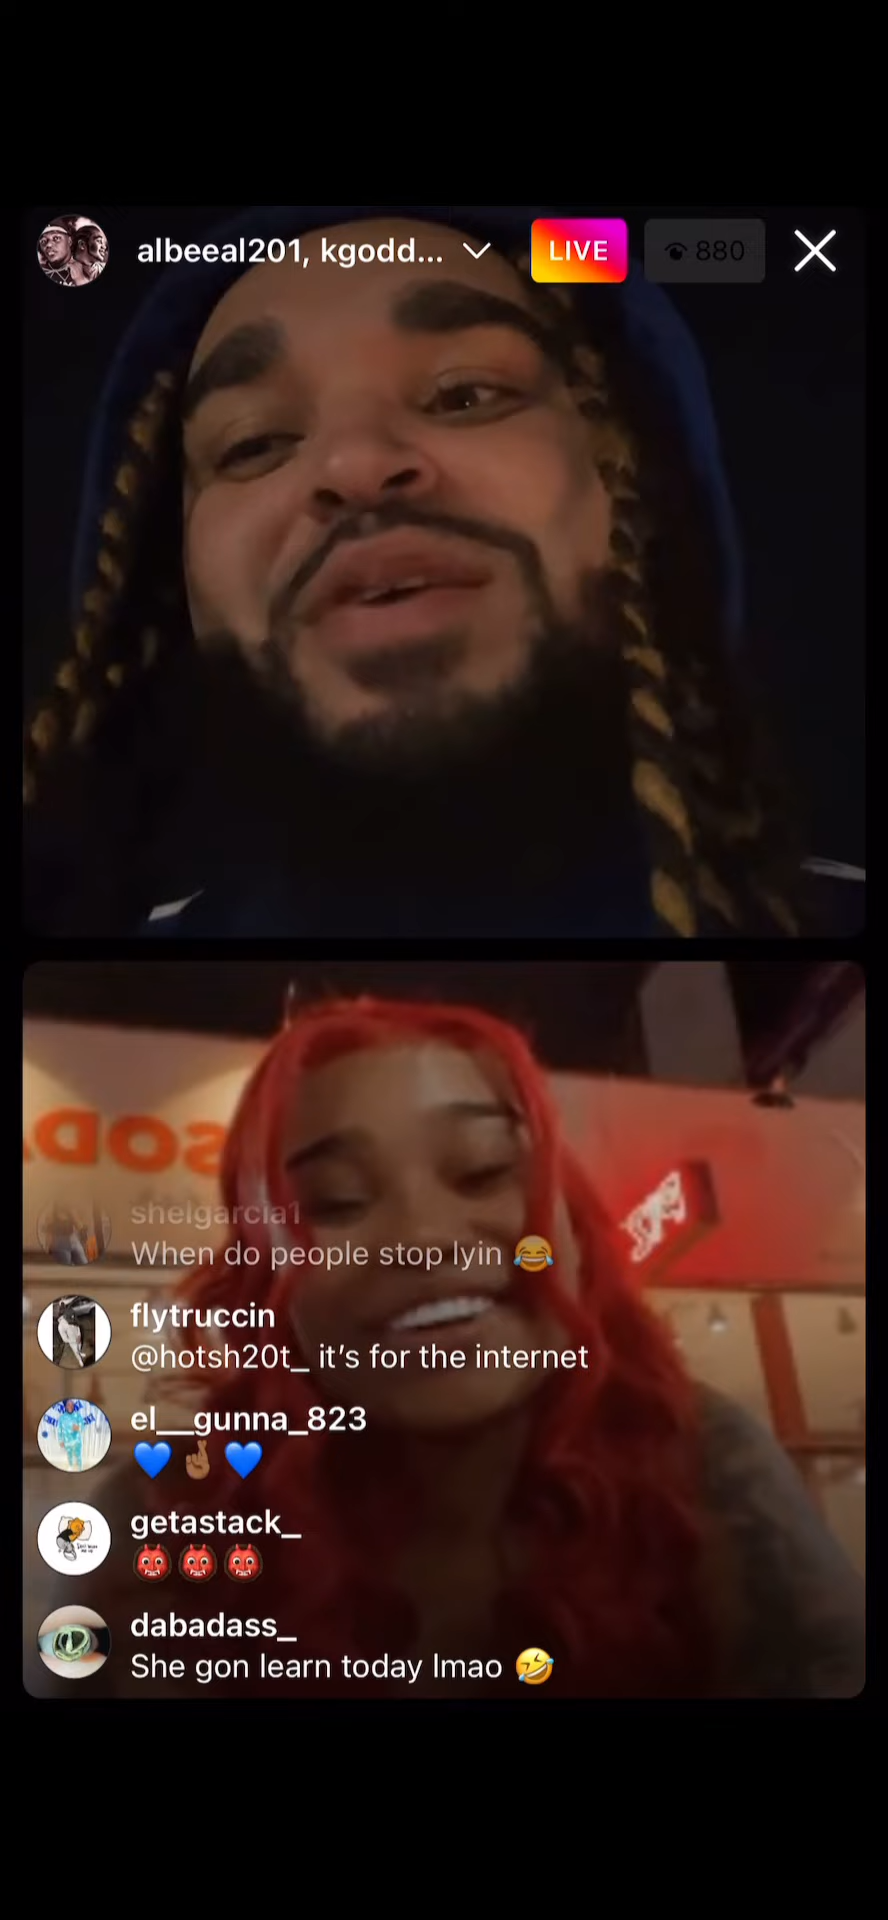 albeeal201, kgodd...
LIVE
880
shelgarcia1
When do people stop lyin 😂
flytruccin
@hotsh20t_ it’s for the internet
el__gunna_823
💙🤞🏾💙
getastack_
👹👹👹
dabadass_
She gon learn today lmao 🤣